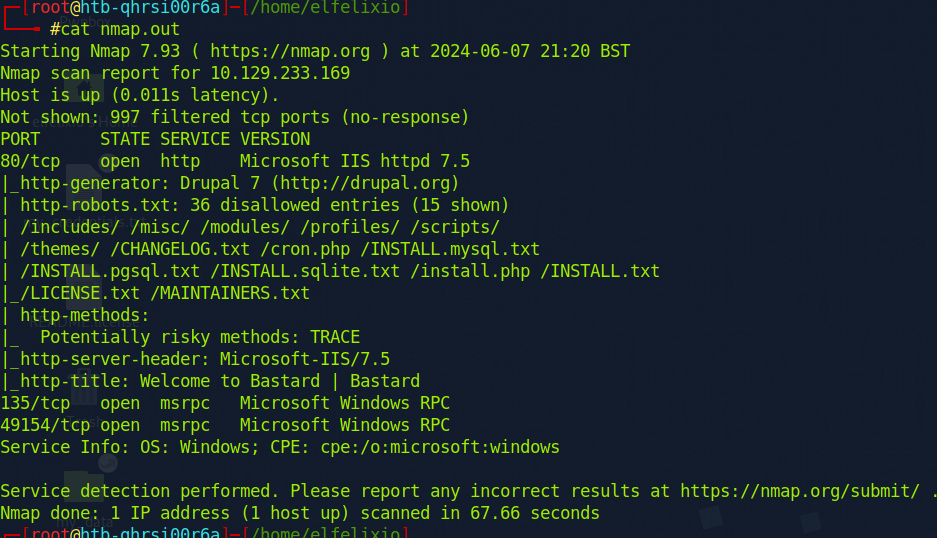 ┌─[root@htb-qhrsi00r6a]─[/home/elfelixio]
└──╼ #cat nmap.out
Starting Nmap 7.93 ( https://nmap.org ) at 2024-06-07 21:20 BST
Nmap scan report for 10.129.233.169
Host is up (0.011s latency).
Not shown: 997 filtered tcp ports (no-response)
PORT      STATE SERVICE VERSION
80/tcp    open  http    Microsoft IIS httpd 7.5
|_http-generator: Drupal 7 (http://drupal.org)
| http-robots.txt: 36 disallowed entries (15 shown)
| /includes/ /misc/ /modules/ /profiles/ /scripts/
| /themes/ /CHANGELOG.txt /cron.php /INSTALL.mysql.txt
| /INSTALL.pgsql.txt /INSTALL.sqlite.txt /install.php /INSTALL.txt
|_/LICENSE.txt /MAINTAINERS.txt
| http-methods:
|_  Potentially risky methods: TRACE
|_http-server-header: Microsoft-IIS/7.5
|_http-title: Welcome to Bastard | Bastard
135/tcp   open  msrpc   Microsoft Windows RPC
49154/tcp open  msrpc   Microsoft Windows RPC
Service Info: OS: Windows; CPE: cpe:/o:microsoft:windows

Service detection performed. Please report any incorrect results at https://nmap.org/submit/ .
Nmap done: 1 IP address (1 host up) scanned in 67.66 seconds
┌─[root@htb-qhrsi00r6a]─[/home/elfelixio]